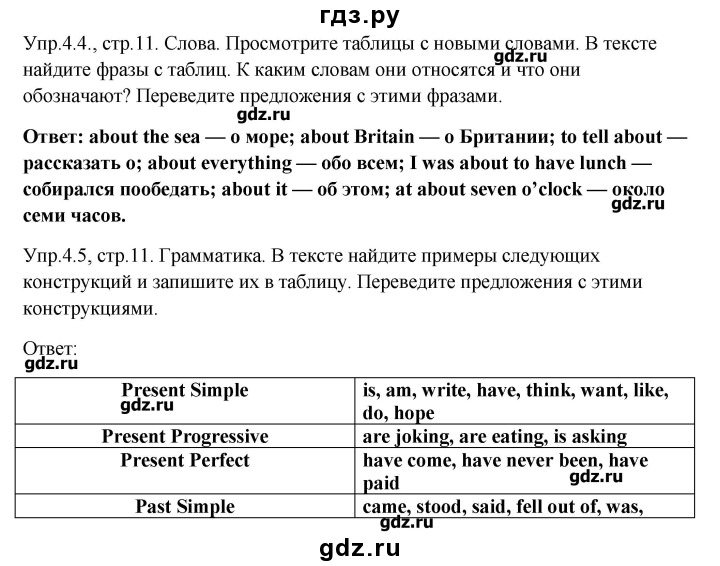 гдз.ру
Упр.4.4., стр.11. Слова. Просмотрите таблицы с новыми словами. В тексте
gdz.ru
найдите фразы с таблиц. К каким словам они относятся и что они
обозначают? Переведите предложения с этими фразами.
gdz.ru
Ответ: about the sea — о море; about Britain — о Британии; to tell about —
рассказать о; about everything — обо всем; I was about to have lunch —
собирался пообедать; about it — об этом; at about seven o’clock — около
gdz.ru
семи часов.
Упр.4.5, стр.11. Грамматика. В тексте найдите примеры следующих
конструкций и запишите их в таблицу. Переведите предложения с этими
конструкциями.
Ответ:
gdz.ru
Present Simple
is, am, write, have, think, want, like,
do, hope
gdz.ru
Present Progressive
are joking, are eating, is asking
Present Perfect
have come, have never been, have
paid
gdz.ru
Past Simple
came, stood, said, fell out of, was,
gdz.ru
gdz.ru